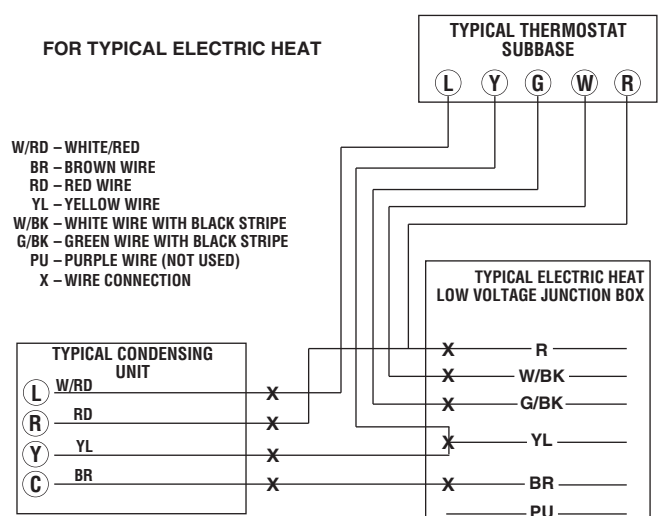 FOR TYPICAL ELECTRIC HEAT
TYPICAL THERMOSTAT
SUBBASE
L Y G W R
W/RD – WHITE/RED
BR – BROWN WIRE
RD – RED WIRE
YL – YELLOW WIRE
W/BK – WHITE WIRE WITH BLACK STRIPE
G/BK – GREEN WIRE WITH BLACK STRIPE
PU – PURPLE WIRE (NOT USED)
X – WIRE CONNECTION
TYPICAL ELECTRIC HEAT
LOW VOLTAGE JUNCTION BOX
X R
X W/BK
X G/BK
X YL
X BR
PU
TYPICAL CONDENSING
UNIT
L W/RD X
R RD X
Y YL X
C BR X